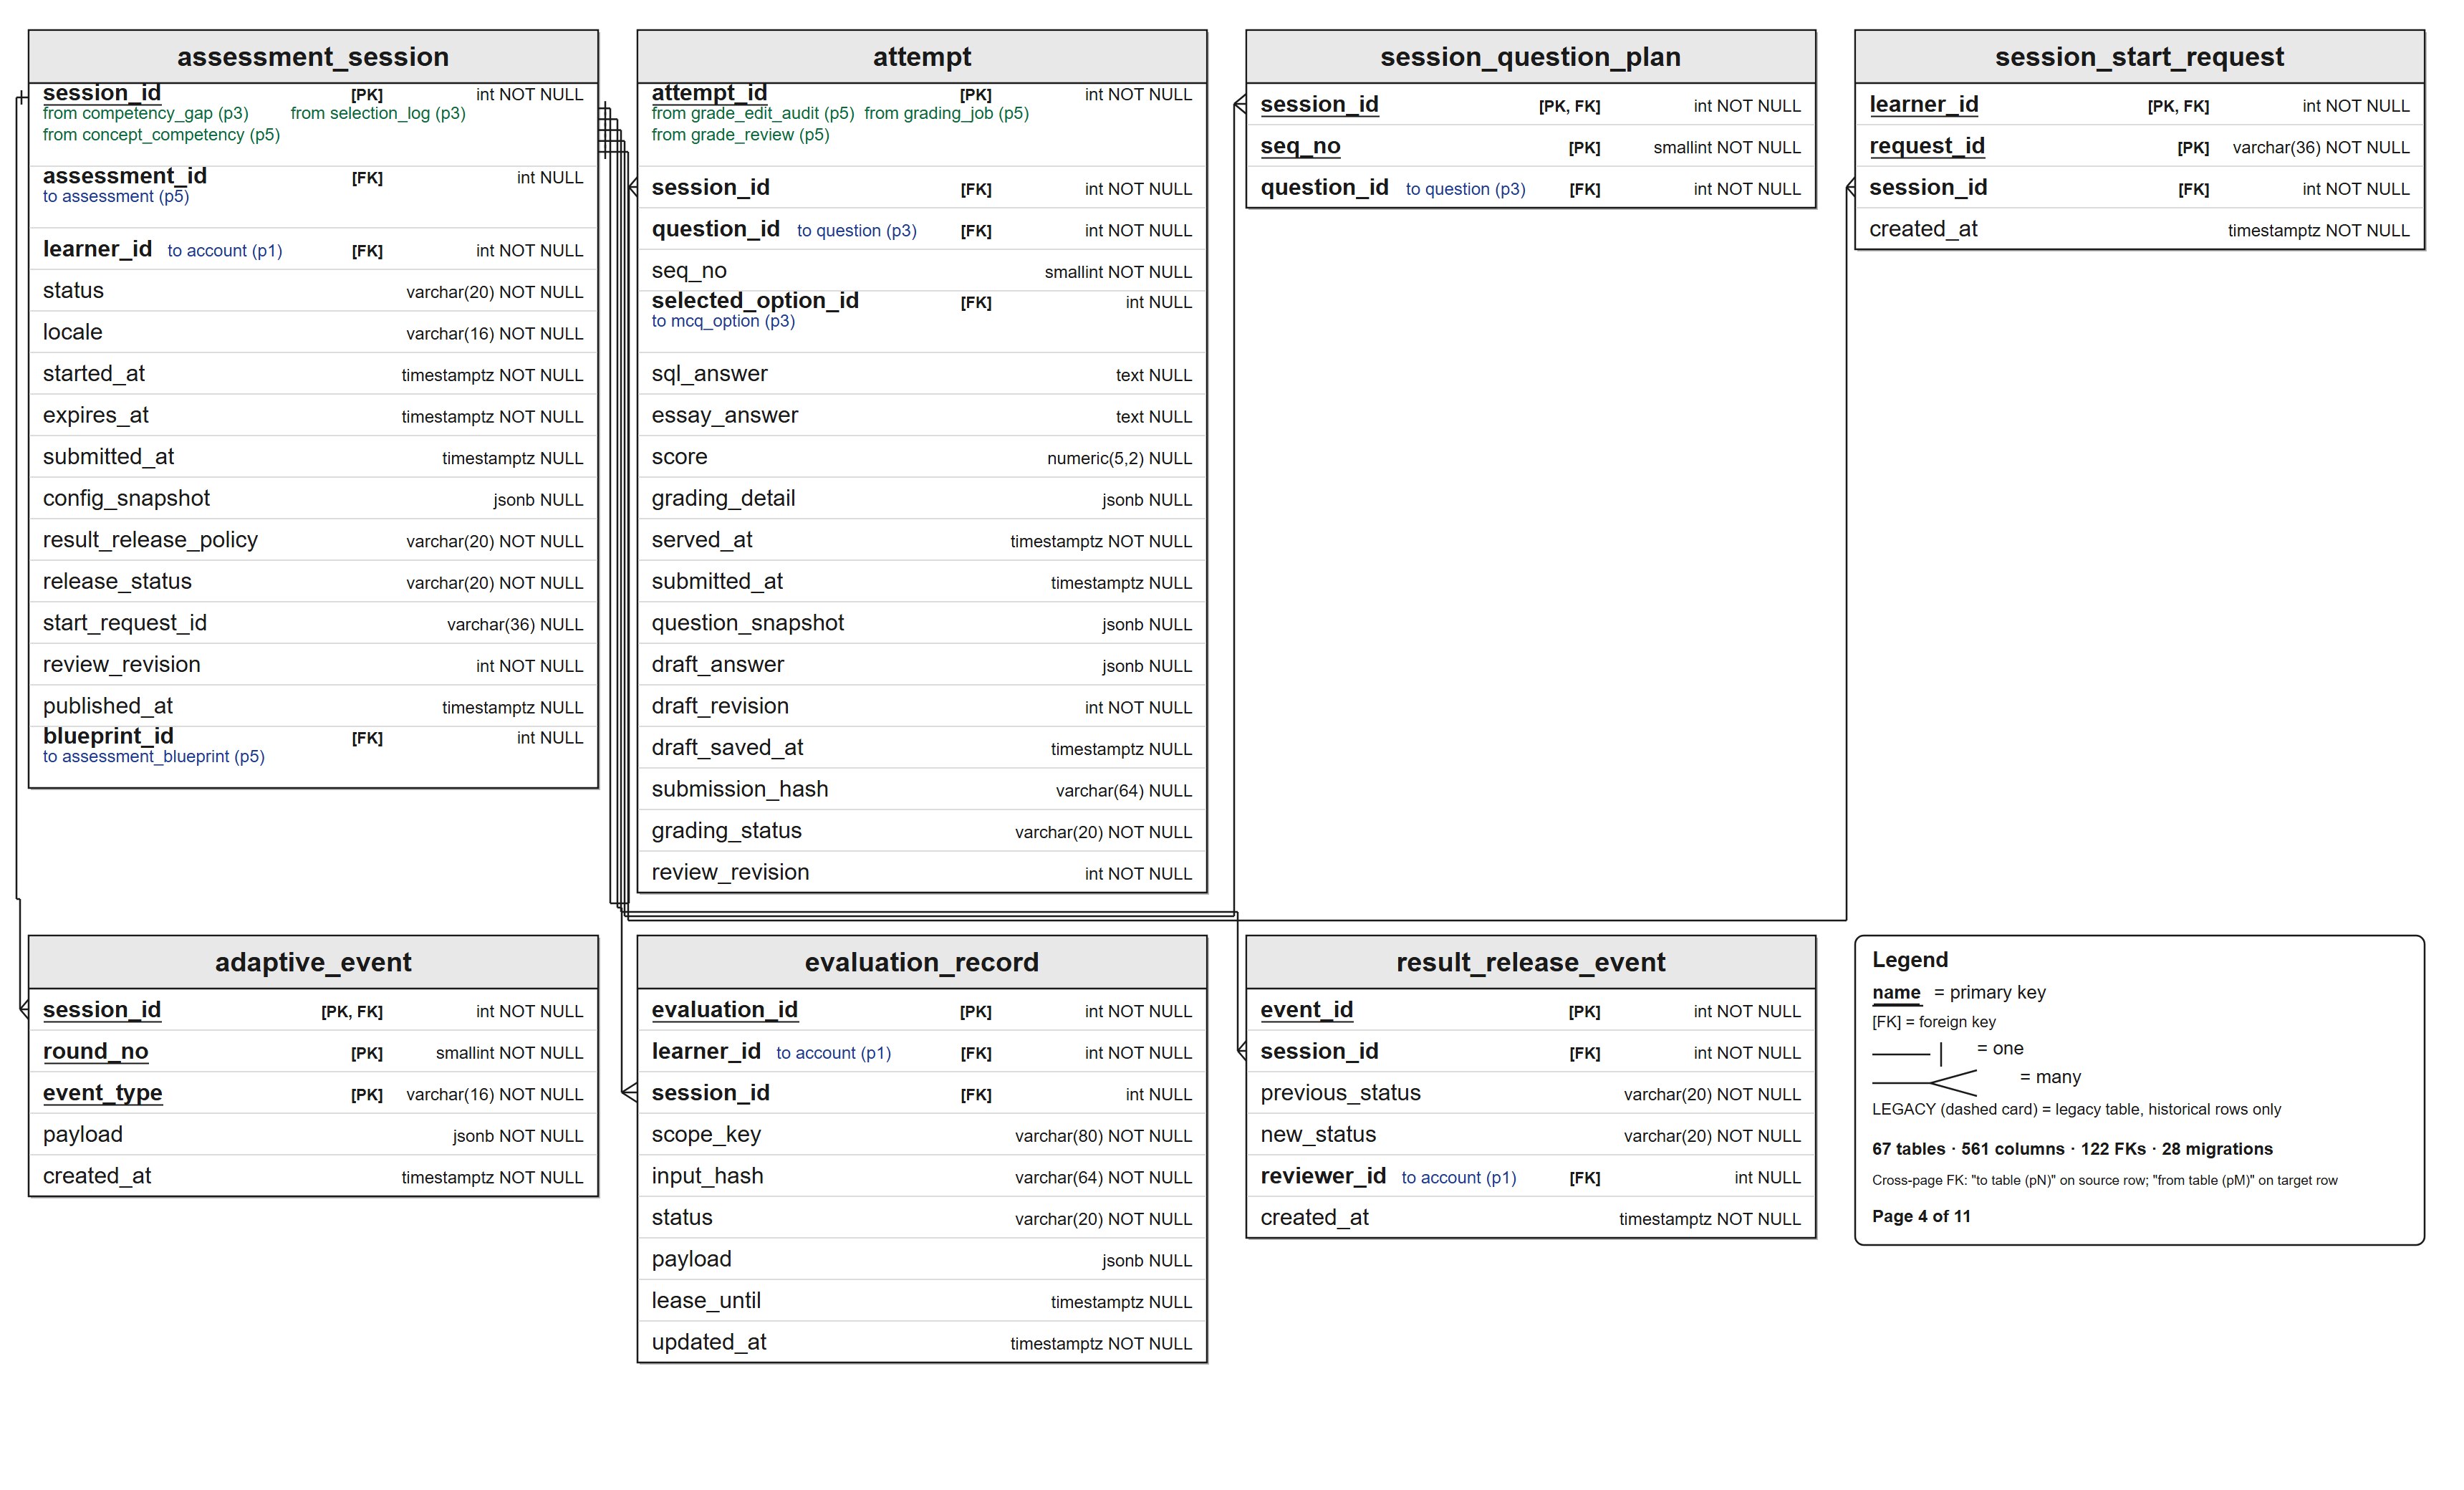 assessment_session
session_id [PK] int NOT NULL
from competency_gap (p3) from selection_log (p3)
from concept_competency (p5)
assessment_id [FK] int NULL
to assessment (p5)
learner_id to account (p1) [FK] int NOT NULL
status varchar(20) NOT NULL
locale varchar(16) NOT NULL
started_at timestamptz NOT NULL
expires_at timestamptz NOT NULL
submitted_at timestamptz NULL
config_snapshot jsonb NULL
result_release_policy varchar(20) NOT NULL
release_status varchar(20) NOT NULL
start_request_id varchar(36) NULL
review_revision int NOT NULL
published_at timestamptz NULL
blueprint_id [FK] int NULL
to assessment_blueprint (p5)
attempt
attempt_id [PK] int NOT NULL
from grade_edit_audit (p5) from grading_job (p5)
from grade_review (p5)
session_id [FK] int NOT NULL
question_id to question (p3) [FK] int NOT NULL
seq_no smallint NOT NULL
selected_option_id [FK] int NULL
to mcq_option (p3)
sql_answer text NULL
essay_answer text NULL
score numeric(5,2) NULL
grading_detail jsonb NULL
served_at timestamptz NOT NULL
submitted_at timestamptz NULL
question_snapshot jsonb NULL
draft_answer jsonb NULL
draft_revision int NOT NULL
draft_saved_at timestamptz NULL
submission_hash varchar(64) NULL
grading_status varchar(20) NOT NULL
review_revision int NOT NULL
session_question_plan
session_id [PK, FK] int NOT NULL
seq_no [PK] smallint NOT NULL
question_id to question (p3) [FK] int NOT NULL
session_start_request
learner_id [PK, FK] int NOT NULL
request_id [PK] varchar(36) NOT NULL
session_id [FK] int NOT NULL
created_at timestamptz NOT NULL
adaptive_event
session_id [PK, FK] int NOT NULL
round_no [PK] smallint NOT NULL
event_type [PK] varchar(16) NOT NULL
payload jsonb NOT NULL
created_at timestamptz NOT NULL
evaluation_record
evaluation_id [PK] int NOT NULL
learner_id to account (p1) [FK] int NOT NULL
session_id [FK] int NULL
scope_key varchar(80) NOT NULL
input_hash varchar(64) NOT NULL
status varchar(20) NOT NULL
payload jsonb NULL
lease_until timestamptz NULL
updated_at timestamptz NOT NULL
result_release_event
event_id [PK] int NOT NULL
session_id [FK] int NOT NULL
previous_status varchar(20) NOT NULL
new_status varchar(20) NOT NULL
reviewer_id to account (p1) [FK] int NULL
created_at timestamptz NOT NULL
Legend
name = primary key
[FK] = foreign key
= one
= many
LEGACY (dashed card) = legacy table, historical rows only
67 tables · 561 columns · 122 FKs · 28 migrations
Cross-page FK: "to table (pN)" on source row; "from table (pM)" on target row
Page 4 of 11